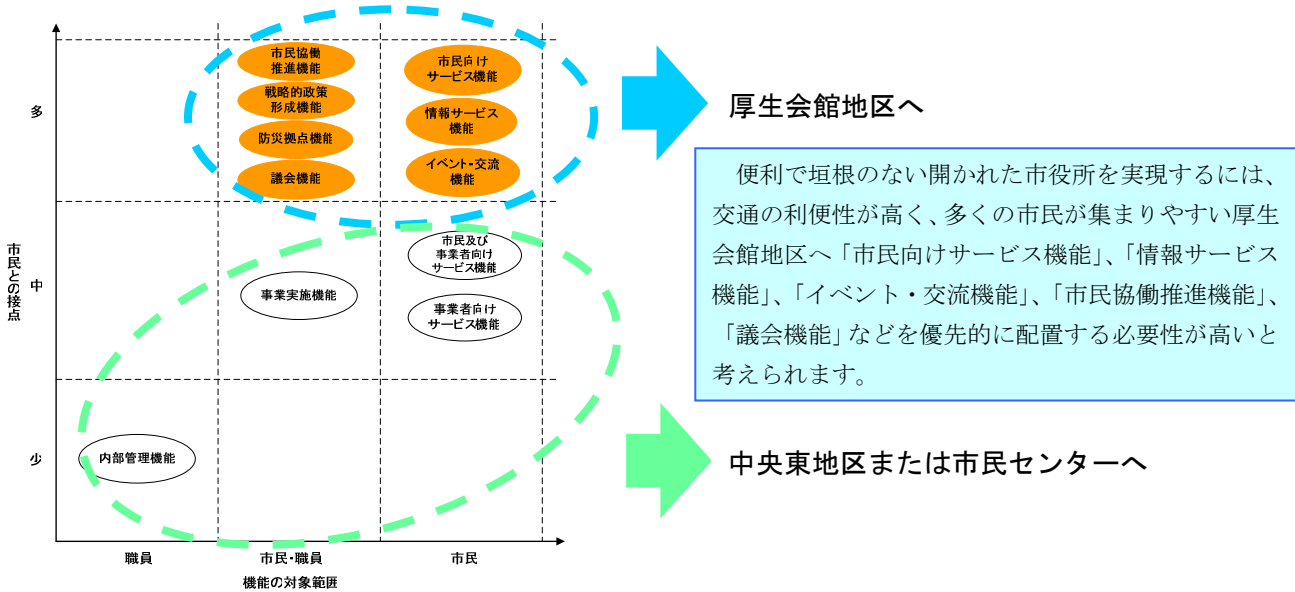 市民との接点
多
中
少
市民協働
推進機能
戦略的政策
形成機能
防災拠点機能
議会機能
市民向け
サービス機能
情報サービス
機能
イベント・交流
機能
事業実施機能
市民及び
事業者向け
サービス機能
事業者向け
サービス機能
内部管理機能
職員
市民・職員
市民
機能の対象範囲
厚生会館地区へ
便利で垣根のない開かれた市役所を実現するには、
交通の利便性が高く、多くの市民が集まりやすい厚生
会館地区へ「市民向けサービス機能」、「情報サービス
機能」、「イベント・交流機能」、「市民協働推進機能」、
「議会機能」などを優先的に配置する必要性が高いと
考えられます。
中央東地区または市民センターへ